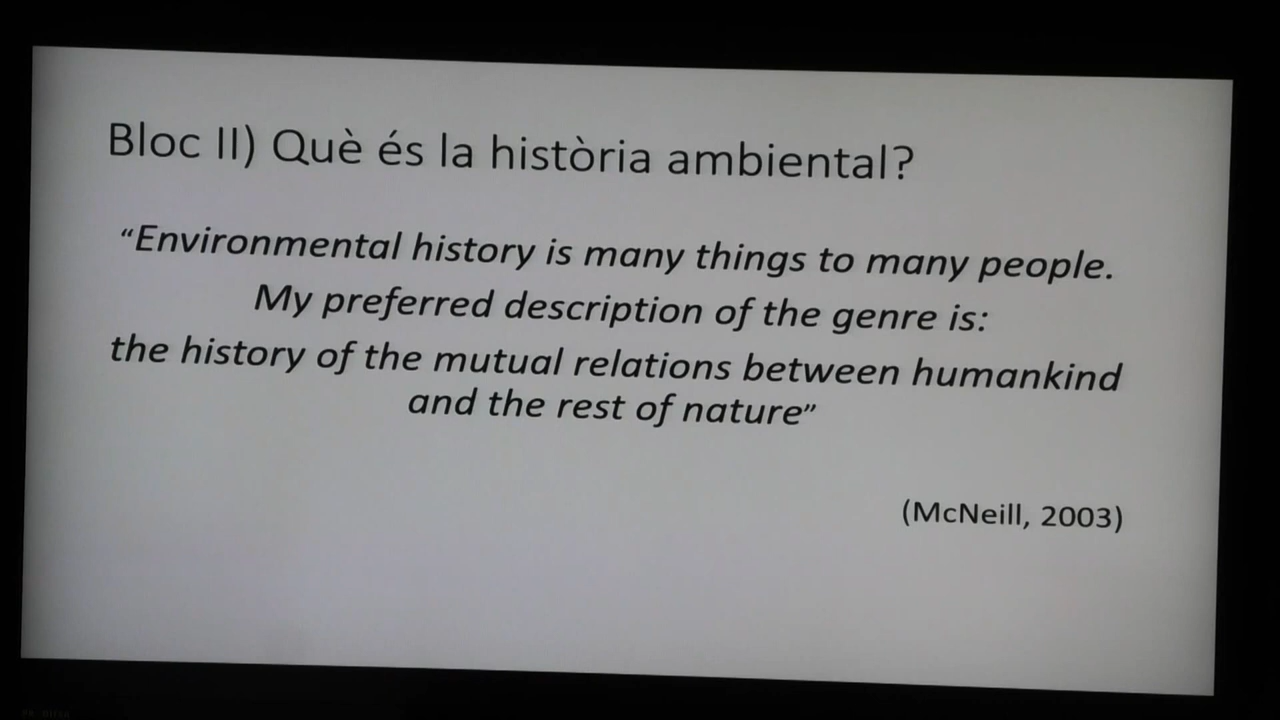 Bloc II) Què és la història ambiental?
“Environmental history is many things to many people.
My preferred description of the genre is:
the history of the mutual relations between humankind
and the rest of nature”
(McNeill, 2003)